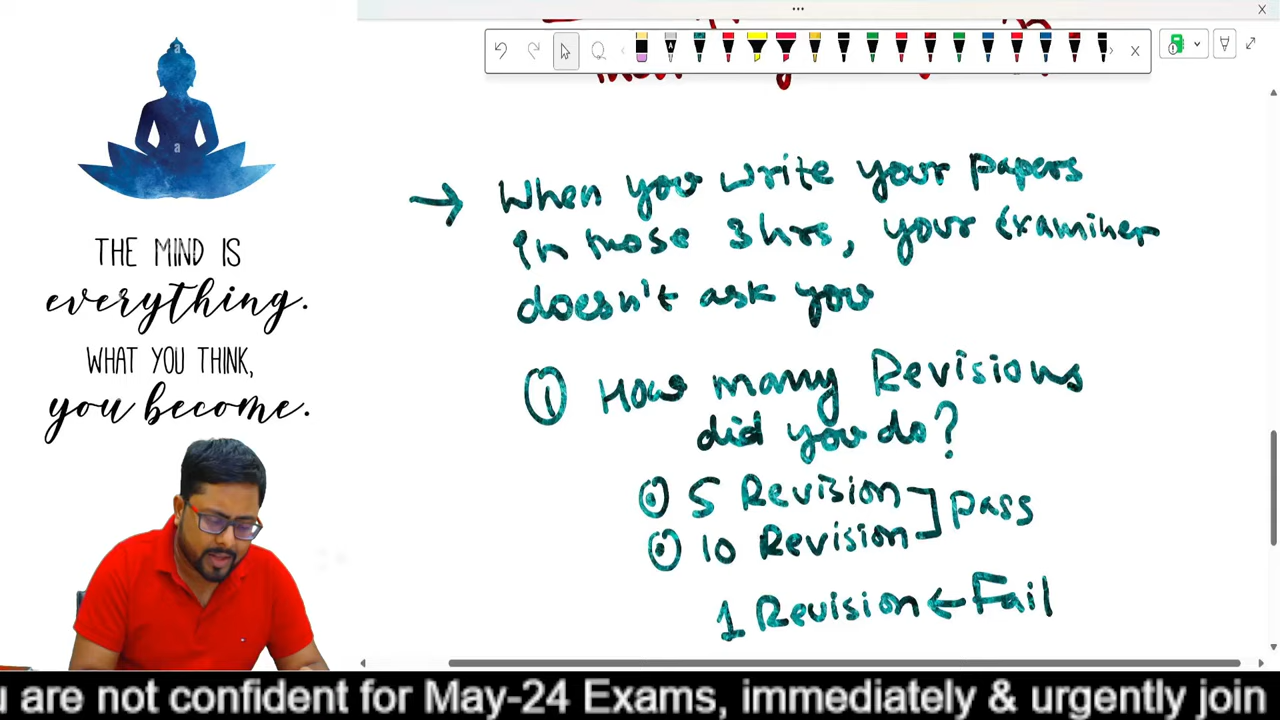 THE MIND IS
everything.
WHAT YOU THINK,
you become.
→ When you write your papers
In those 3hrs, your examiner
doesn't ask you
① How many Revisions
did you do?
5 Revision
10 Revision ] Pass
1 Revision ← Fail
u are not confident for May-24 Exams, immediately & urgently join